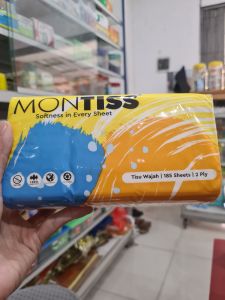 MONTISS
Softness in Every Sheet
Tisu Wajah | 185 Sheets | 2 Ply